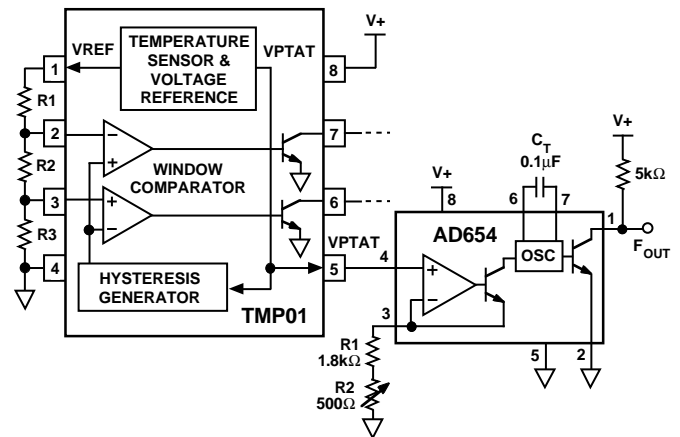 TEMPERATURE
SENSOR &
VOLTAGE
REFERENCE
VREF
VPTAT
V+
1
8
R1
2
7
R2
WINDOW
COMPARATOR
3
6
R3
VPTAT
4
5
HYSTERESIS
GENERATOR
TMP01
V+
8
C_T
0.1µF
6
7
V+
5kΩ
1
F_OUT
AD654
OSC
4
3
R1
1.8kΩ
R2
500Ω
5
2
+
−
+
−
+
−